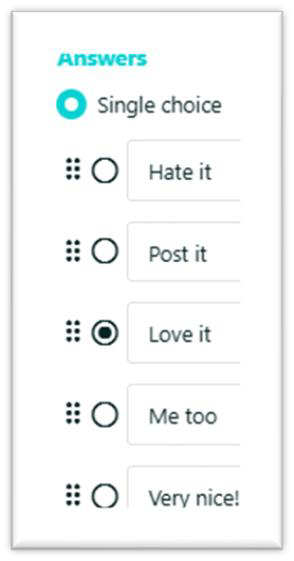 Answers
Single choice
Hate it
Post it
Love it
Me too
Very nice!